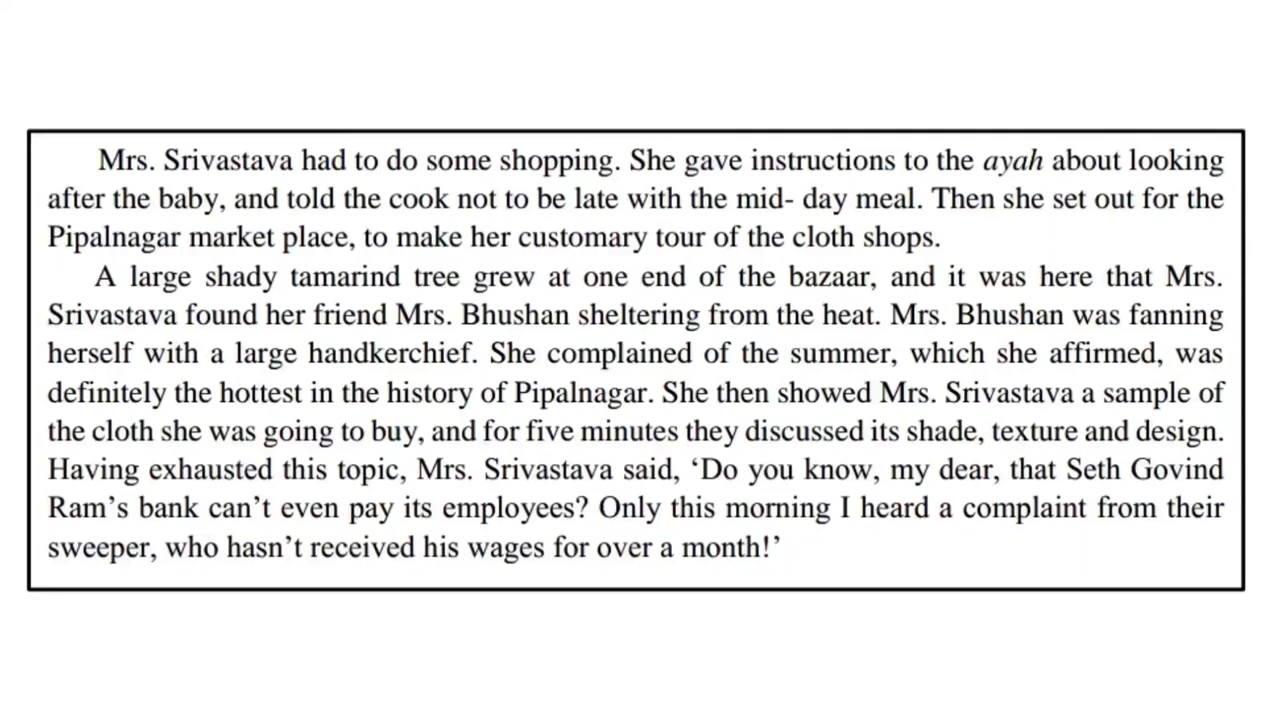 Mrs. Srivastava had to do some shopping. She gave instructions to the ayah about looking
after the baby, and told the cook not to be late with the mid- day meal. Then she set out for the
Pipalnagar market place, to make her customary tour of the cloth shops.
A large shady tamarind tree grew at one end of the bazaar, and it was here that Mrs.
Srivastava found her friend Mrs. Bhushan sheltering from the heat. Mrs. Bhushan was fanning
herself with a large handkerchief. She complained of the summer, which she affirmed, was
definitely the hottest in the history of Pipalnagar. She then showed Mrs. Srivastava a sample of
the cloth she was going to buy, and for five minutes they discussed its shade, texture and design.
Having exhausted this topic, Mrs. Srivastava said, ‘Do you know, my dear, that Seth Govind
Ram’s bank can’t even pay its employees? Only this morning I heard a complaint from their
sweeper, who hasn’t received his wages for over a month!’